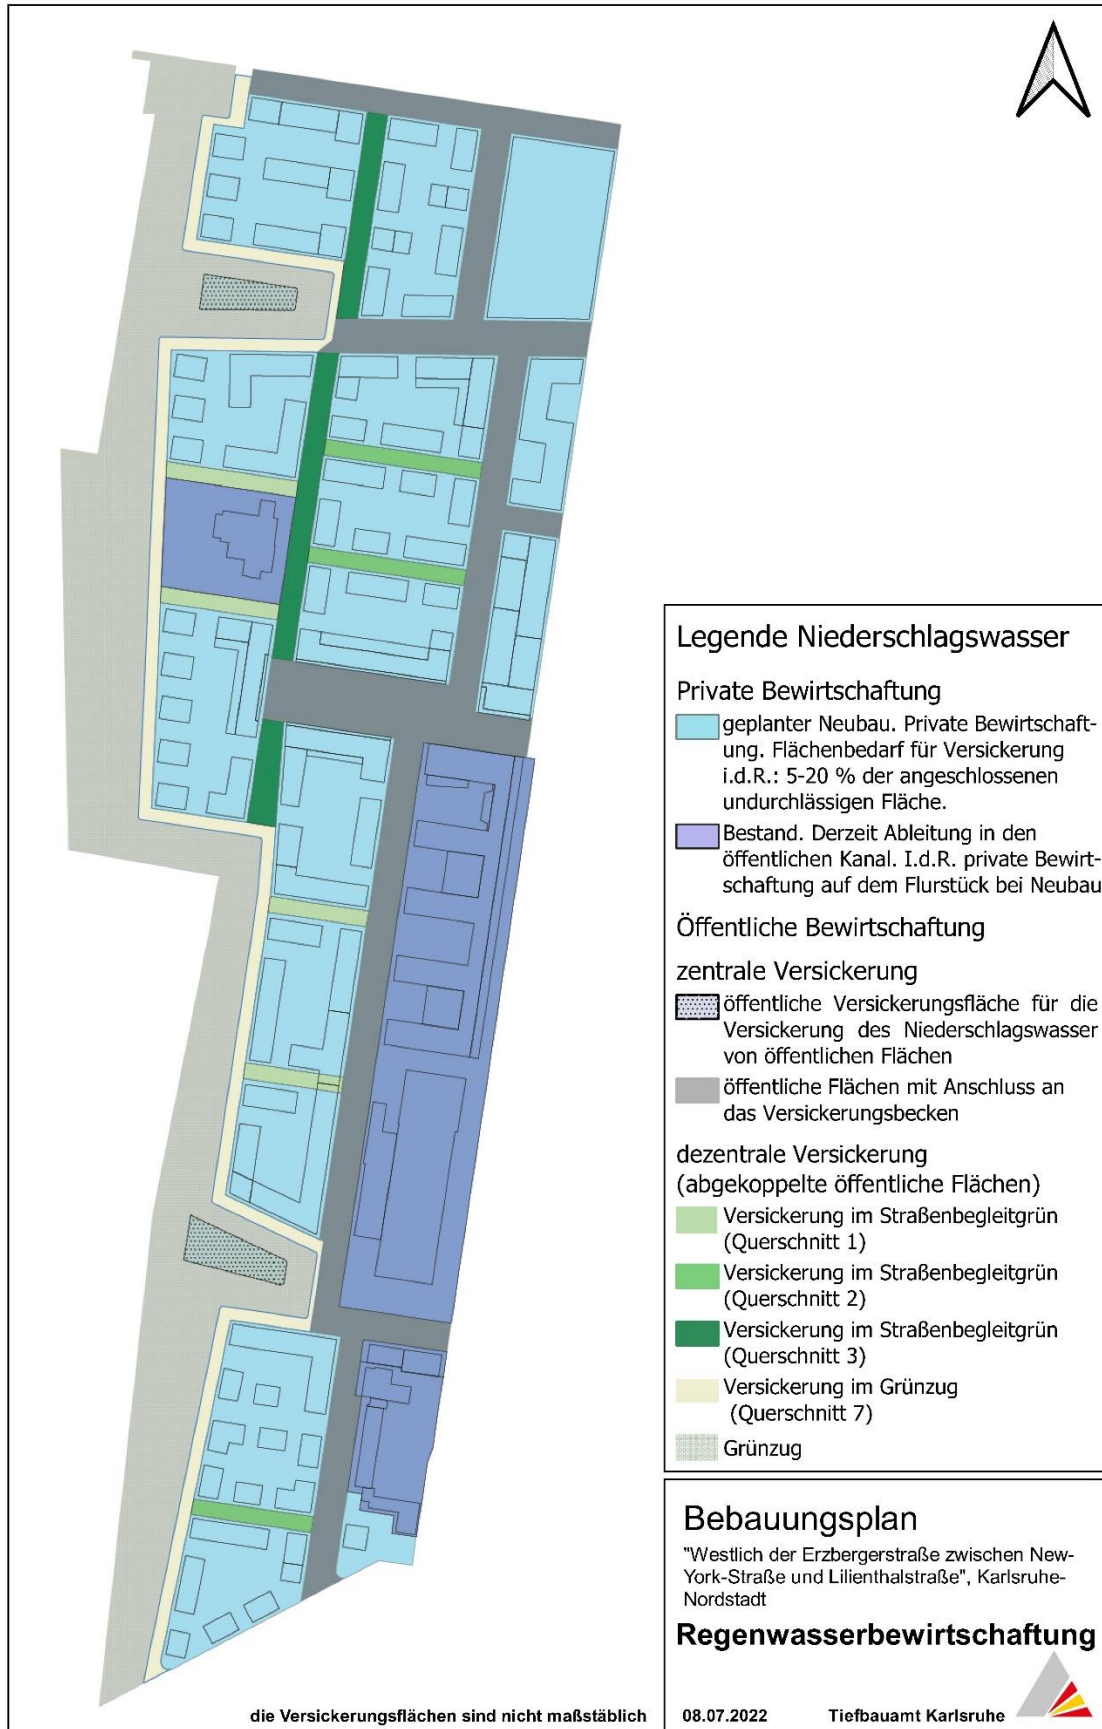 Legende Niederschlagswasser
Private Bewirtschaftung
geplanter Neubau. Private Bewirtschaft-
ung. Flächenbedarf für Versickerung
i.d.R.: 5-20 % der angeschlossenen
undurchlässigen Fläche.
Bestand. Derzeit Ableitung in den
öffentlichen Kanal. I.d.R. private Bewirt-
schaftung auf dem Flurstück bei Neubau
Öffentliche Bewirtschaftung
zentrale Versickerung
öffentliche Versickerungsfläche für die
Versickerung des Niederschlagswasser
von öffentlichen Flächen
öffentliche Flächen mit Anschluss an
das Versickerungsbecken
dezentrale Versickerung
(abgekoppelte öffentliche Flächen)
Versickerung im Straßenbegleitgrün
(Querschnitt 1)
Versickerung im Straßenbegleitgrün
(Querschnitt 2)
Versickerung im Straßenbegleitgrün
(Querschnitt 3)
Versickerung im Grünzug
(Querschnitt 7)
Grünzug
Bebauungsplan
"Westlich der Erzbergerstraße zwischen New-
York-Straße und Lilienthalstraße", Karlsruhe-
Nordstadt
Regenwasserbewirtschaftung
die Versickerungsflächen sind nicht maßstäblich
08.07.2022 Tiefbauamt Karlsruhe